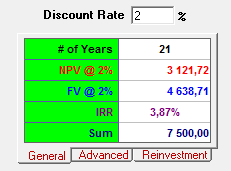 Discount Rate 2 %
# of Years 21
NPV @ 2% 3 121,72
FV @ 2% 4 638,71
IRR 3,87%
Sum 7 500,00
General Advanced Reinvestment